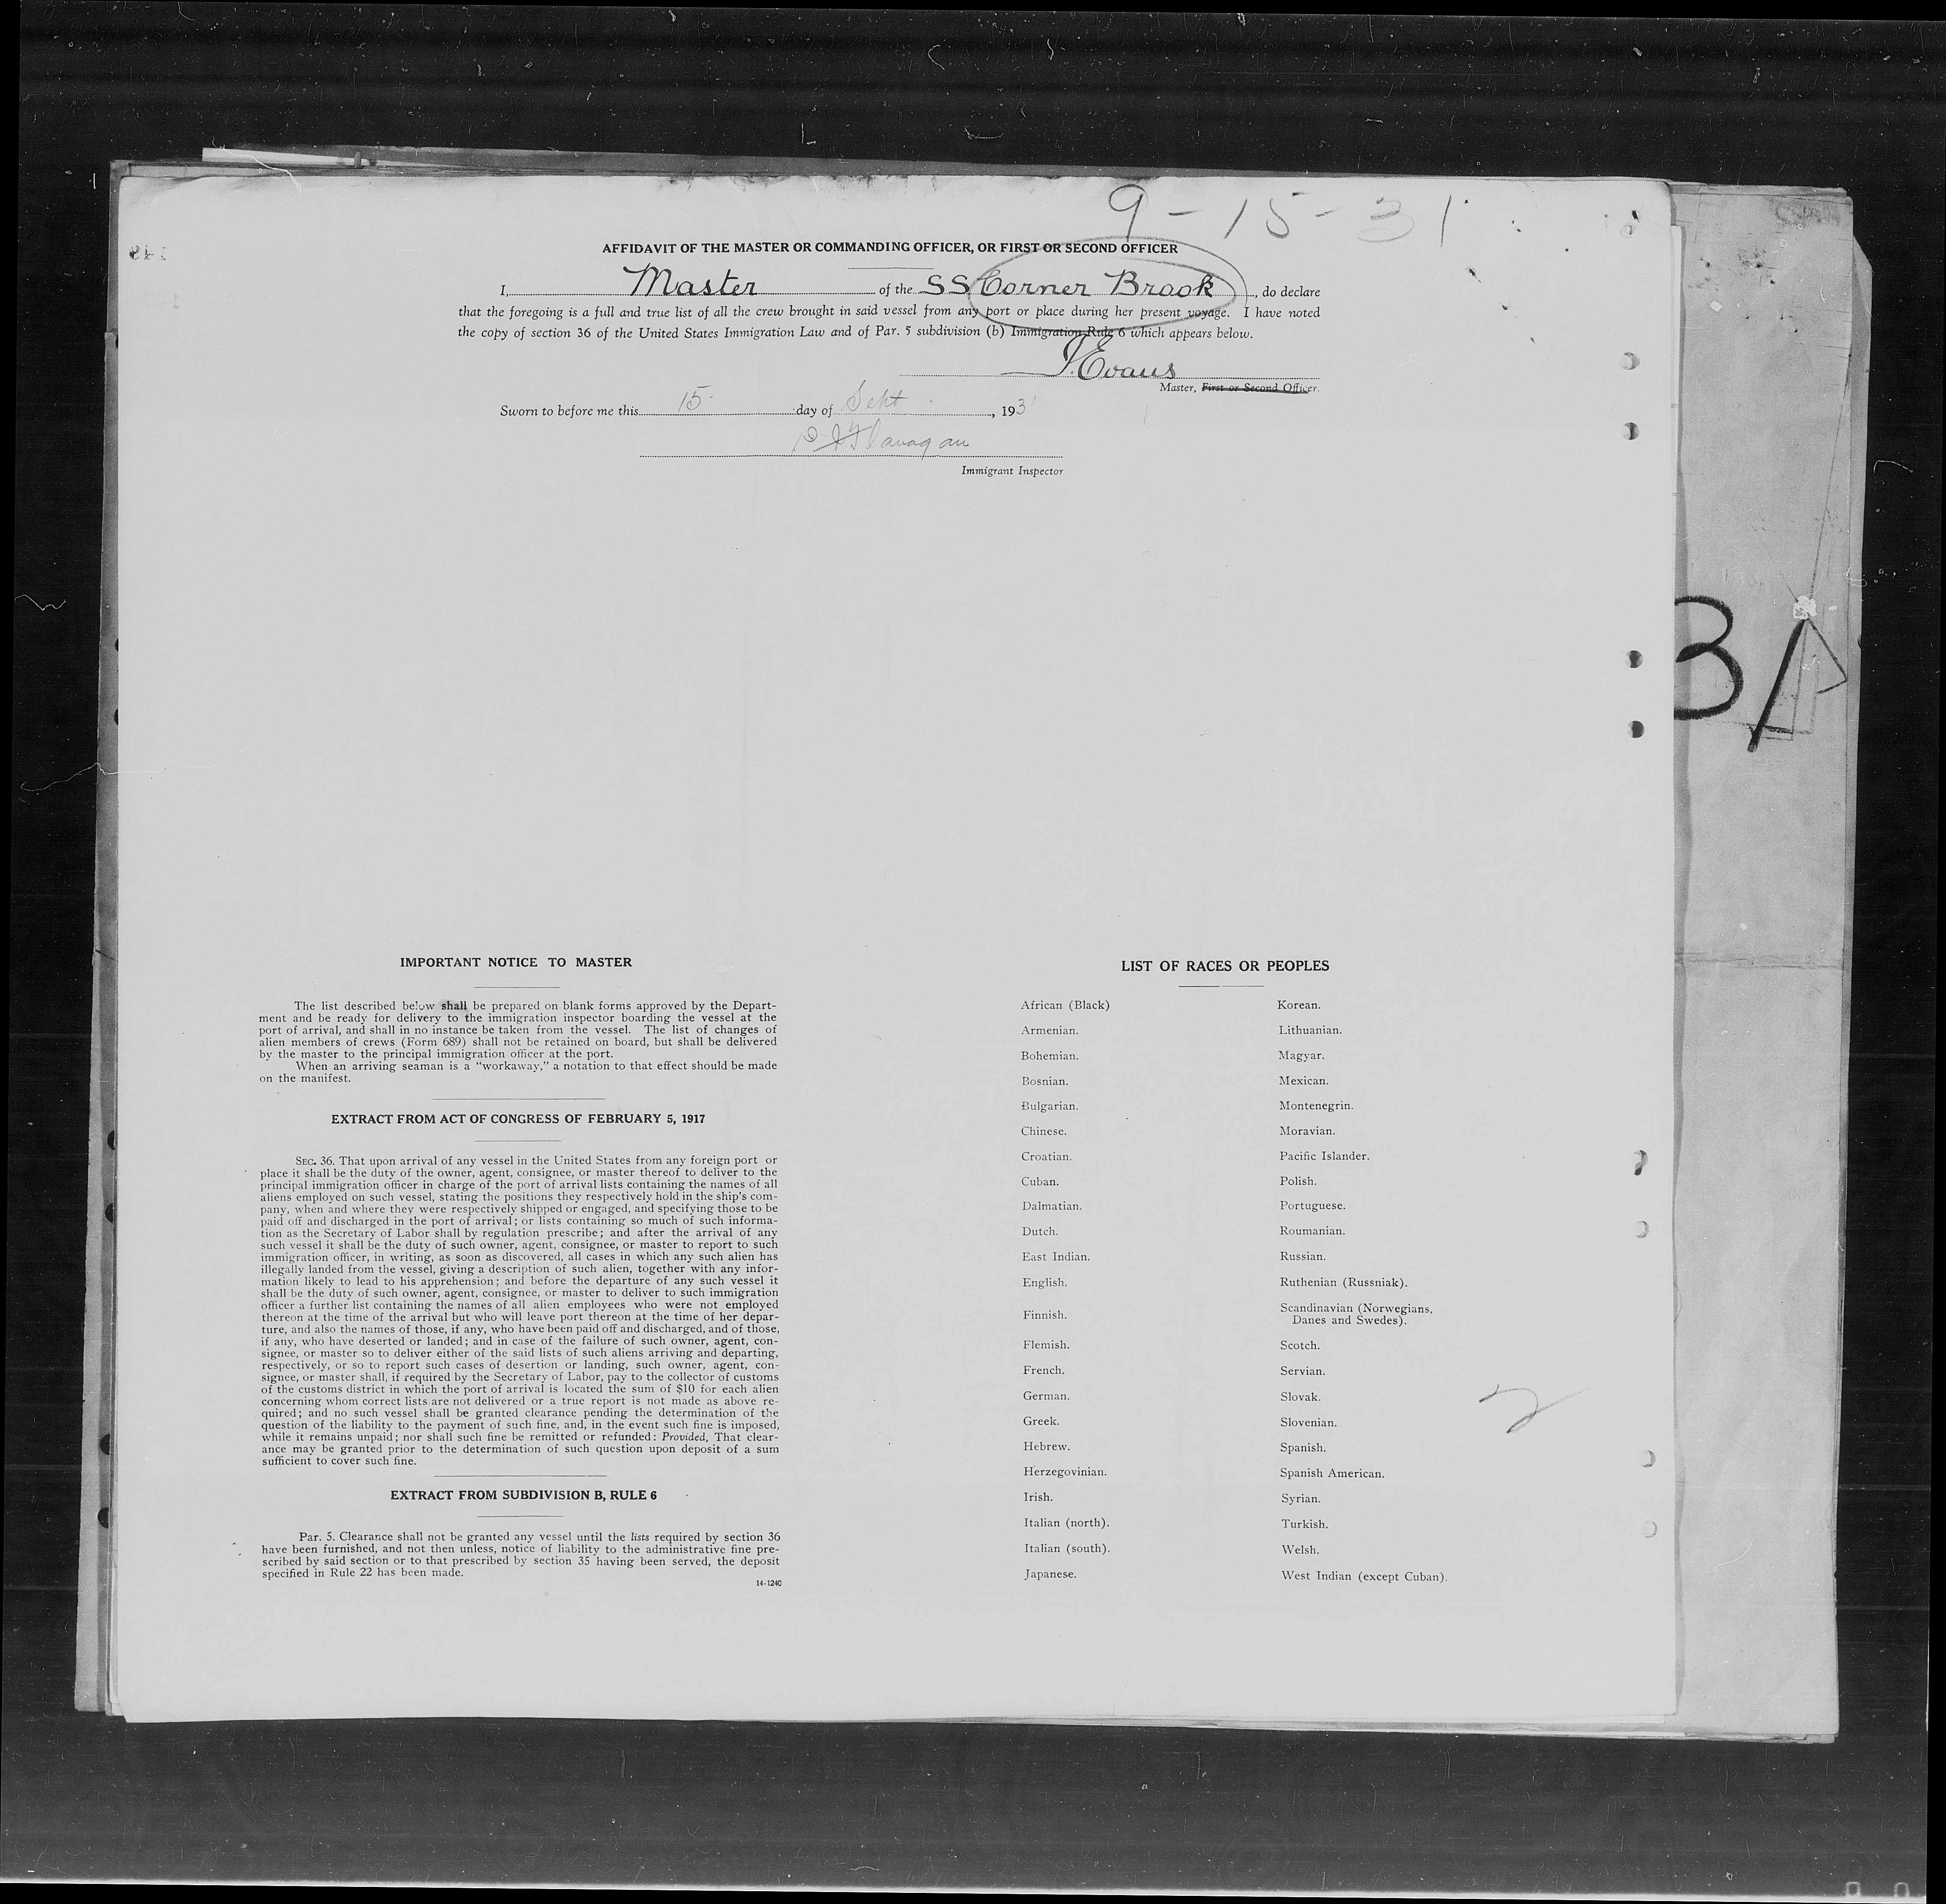 9-15-31
AFFIDAVIT OF THE MASTER OR COMMANDING OFFICER, OR FIRST OR SECOND OFFICER
I, Master of the SS Corner Brook, do declare
that the foregoing is a full and true list of all the crew brought in said vessel from any port or place during her present voyage. I have noted
the copy of section 36 of the United States Immigration Law and of Par. 5 subdivision (b) Immigration Rule 6 which appears below.
J. Evans
Master, First or Second Officer.
Sworn to before me this 15 day of Sept., 193
Flanagan
Immigrant Inspector
3A
IMPORTANT NOTICE TO MASTER
The list described below shall be prepared on blank forms approved by the Depart-
ment and be ready for delivery to the immigration inspector boarding the vessel at the
port of arrival, and shall in no instance be taken from the vessel. The list of changes of
alien members of crews (Form 689) shall not be retained on board, but shall be delivered
by the master to the principal immigration officer at the port.
When an arriving seaman is a "workaway," a notation to that effect should be made
on the manifest.
EXTRACT FROM ACT OF CONGRESS OF FEBRUARY 5, 1917
SEC. 36. That upon arrival of any vessel in the United States from any foreign port or
place it shall be the duty of the owner, agent, consignee, or master thereof to deliver to the
principal immigration officer in charge of the port of arrival lists containing the names of all
aliens employed on such vessel, stating the positions they respectively hold in the ship's com-
pany, when and where they were respectively shipped or engaged, and specifying those to be
paid off and discharged in the port of arrival; or lists containing so much of such informa-
tion as the Secretary of Labor shall by regulation prescribe; and after the arrival of any
such vessel it shall be the duty of such owner, agent, consignee, or master to report to such
immigration officer, in writing, as soon as discovered, all cases in which any such alien has
illegally landed from the vessel, giving a description of such alien, together with any infor-
mation likely to lead to his apprehension; and before the departure of any such vessel it
shall be the duty of such owner, agent, consignee, or master to deliver to such immigration
officer a further list containing the names of all alien employees who were not employed
thereon at the time of the arrival but who will leave port thereon at the time of her depar-
ture, and also the names of those, if any, who have been paid off and discharged, and of those,
if any, who have deserted or landed; and in case of the failure of such owner, agent, con-
signee, or master so to deliver either of the said lists of such aliens arriving and departing,
respectively, or so to report such cases of desertion or landing, such owner, agent, con-
signee, or master shall, if required by the Secretary of Labor, pay to the collector of customs
of the customs district in which the port of arrival is located the sum of $10 for each alien
concerning whom correct lists are not delivered or a true report is not made as above re-
quired; and no such vessel shall be granted clearance pending the determination of the
question of the liability to the payment of such fine, and, in the event such fine is imposed,
while it remains unpaid; nor shall such fine be remitted or refunded: Provided, That clear-
ance may be granted prior to the determination of such question upon deposit of a sum
sufficient to cover such fine.
EXTRACT FROM SUBDIVISION B, RULE 6
Par. 5. Clearance shall not be granted any vessel until the lists required by section 36
have been furnished, and not then unless, notice of liability to the administrative fine pre-
scribed by said section or to that prescribed by section 35 having been served, the deposit
specified in Rule 22 has been made.
14-1240
LIST OF RACES OR PEOPLES
African (Black)
Armenian.
Bohemian.
Bosnian.
Bulgarian.
Chinese.
Croatian.
Cuban.
Dalmatian.
Dutch.
East Indian.
English.
Finnish.
Flemish.
French.
German.
Greek.
Hebrew.
Herzegovinian.
Irish.
Italian (north).
Italian (south).
Japanese.
Korean.
Lithuanian.
Magyar.
Mexican.
Montenegrin.
Moravian.
Pacific Islander.
Polish.
Portuguese.
Roumanian.
Russian.
Ruthenian (Russniak).
Scandinavian (Norwegians,
Danes and Swedes).
Scotch.
Servian.
Slovak.
Slovenian.
Spanish.
Spanish American.
Syrian.
Turkish.
Welsh.
West Indian (except Cuban).
2